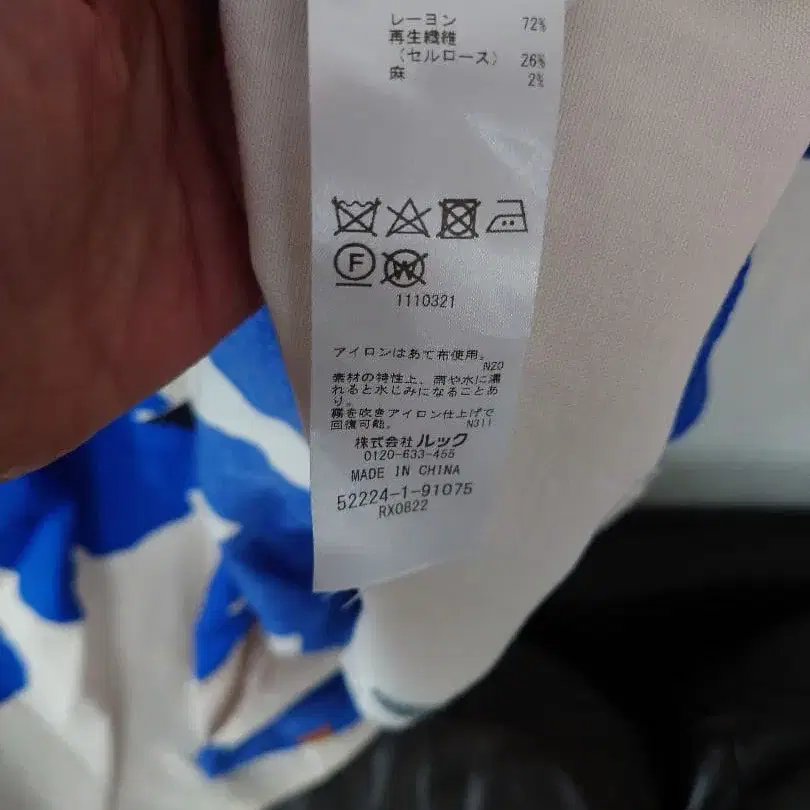 レーヨン 72%
再生繊維
(セルロース) 26%
麻 2%
F
W
1110321
アイロンはあて布使用。
N20
素材の特性上、雨や水に濡
れると水じみになることあ
り。
霧を吹きアイロン仕上げで
回復可能。 N311
株式会社ルック
0120-633-455
MADE IN CHINA
52224-1-91075
RX0822